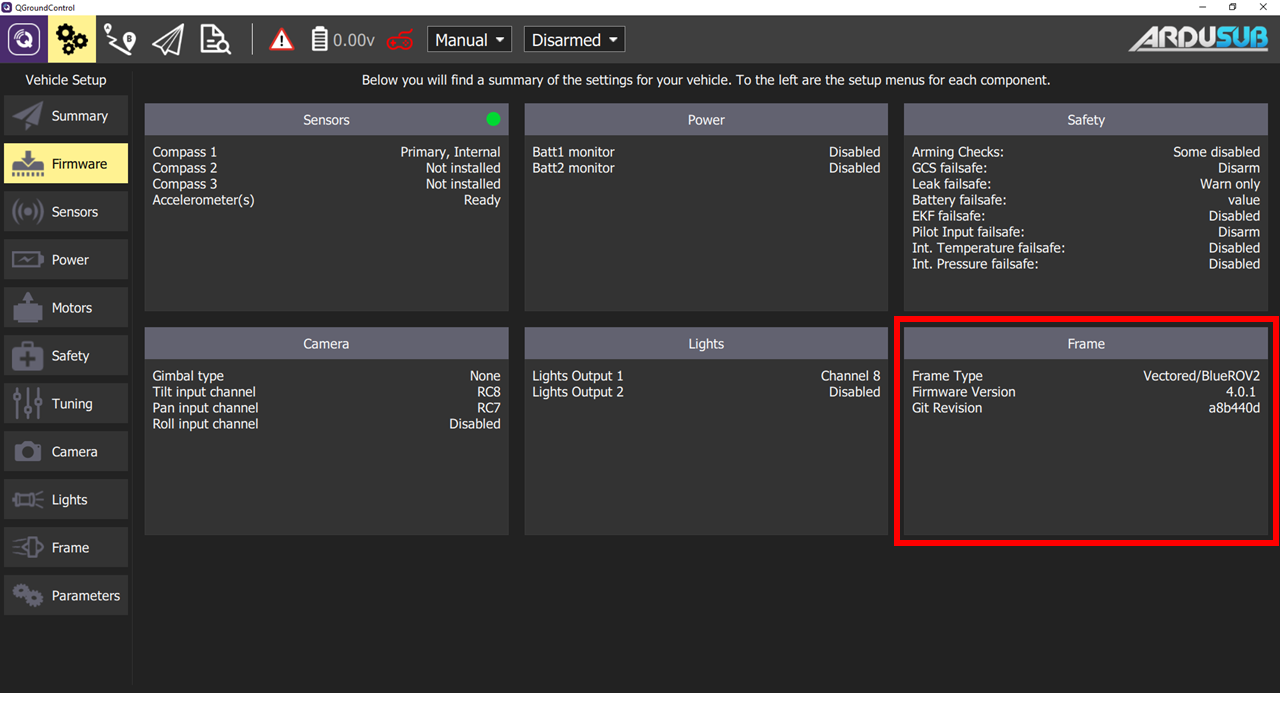 QGroundControl
0.00v
Manual
Disarmed
ARDUSUB
Vehicle Setup
Below you will find a summary of the settings for your vehicle. To the left are the setup menus for each component.
Summary
Firmware
Sensors
Power
Motors
Safety
Tuning
Camera
Lights
Frame
Parameters
Sensors
Compass 1 Primary, Internal
Compass 2 Not installed
Compass 3 Not installed
Accelerometer(s) Ready
Power
Batt1 monitor Disabled
Batt2 monitor Disabled
Safety
Arming Checks: Some disabled
GCS failsafe: Disarm
Leak failsafe: Warn only
Battery failsafe: value
EKF failsafe: Disabled
Pilot Input failsafe: Disarm
Int. Temperature failsafe: Disabled
Int. Pressure failsafe: Disabled
Camera
Gimbal type None
Tilt input channel RC8
Pan input channel RC7
Roll input channel Disabled
Lights
Lights Output 1 Channel 8
Lights Output 2 Disabled
Frame
Frame Type Vectored/BlueROV2
Firmware Version 4.0.1
Git Revision a8b440d